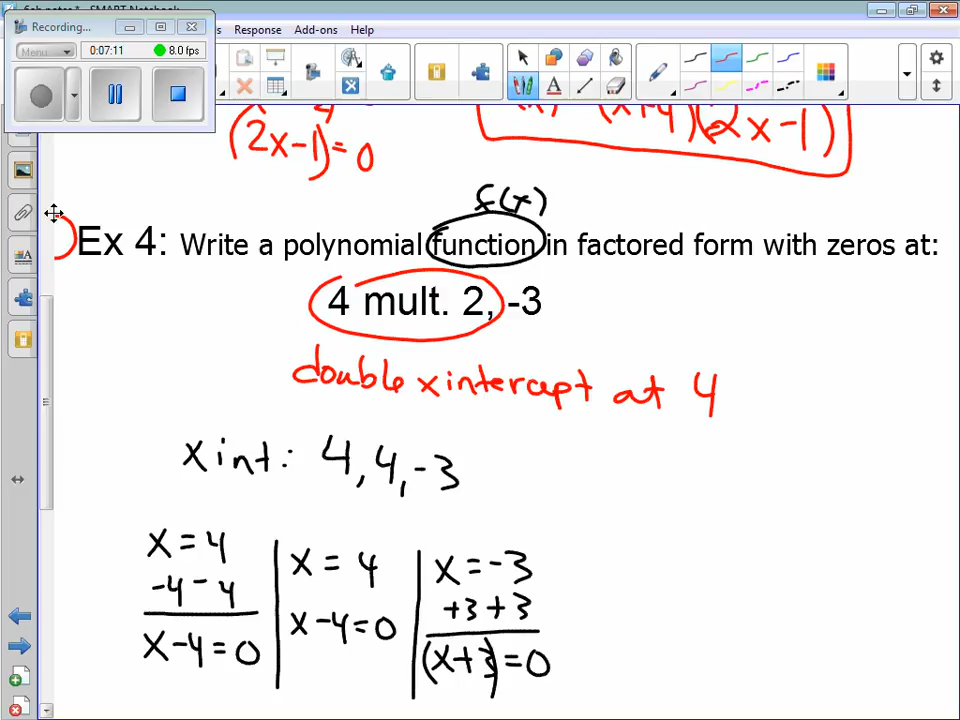 Recording...
Menu
0:07:11
8.0 fps
Response Add-ons Help
(2x-1)=0
(x+4)(2x-1)
f(x)
Ex 4: Write a polynomial function in factored form with zeros at:
4 mult. 2, -3
double x intercept at 4
x int: 4, 4, -3
x = 4 x = 4 x = -3
-4 -4 +3 +3
x-4=0 x-4=0 (x+3)=0